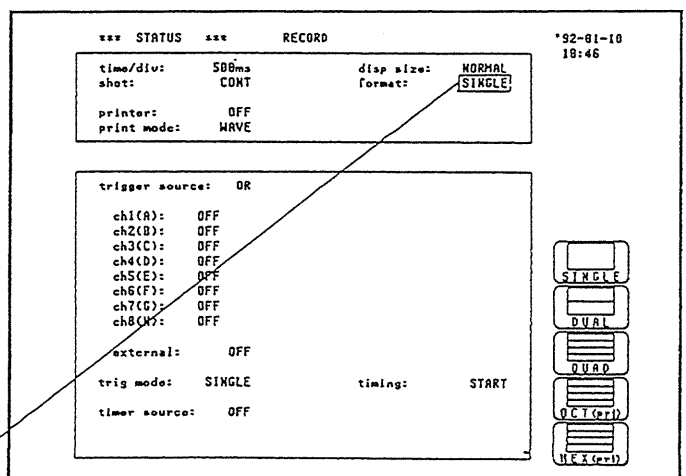 *** STATUS *** RECORD '92-01-10
18:46
time/div: 500ms disp size: NORMAL
shot: CONT format: SINGLE
printer: OFF
print mode: WAVE
trigger source: OR
ch1(A): OFF
ch2(B): OFF
ch3(C): OFF
ch4(D): OFF
ch5(E): OFF
ch6(F): OFF
ch7(G): OFF
ch8(H): OFF
external: OFF
trig mode: SINGLE timing: START
timer source: OFF
SINGLE
DUAL
QUAD
OCT(pri)
HEX(pri)